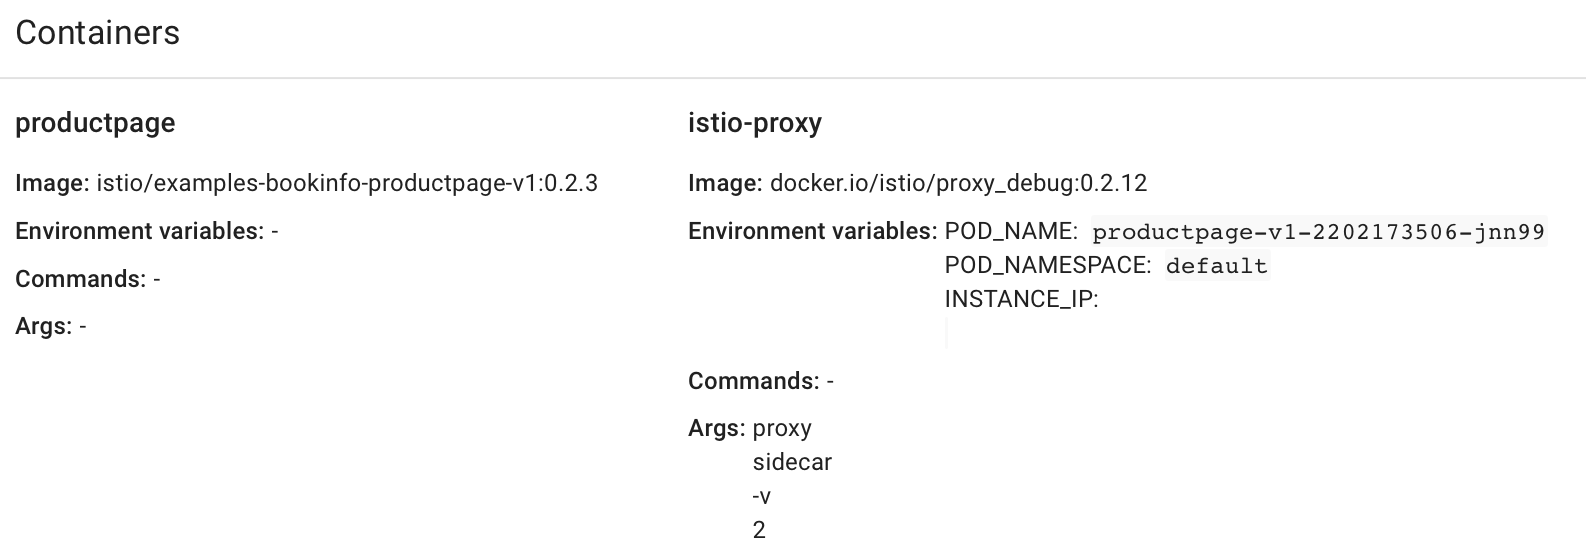 Containers
productpage
Image: istio/examples-bookinfo-productpage-v1:0.2.3
Environment variables: -
Commands: -
Args: -
istio-proxy
Image: docker.io/istio/proxy_debug:0.2.12
Environment variables: POD_NAME: productpage-v1-2202173506-jnn99
POD_NAMESPACE: default
INSTANCE_IP:
Commands: -
Args: proxy
sidecar
-v
2